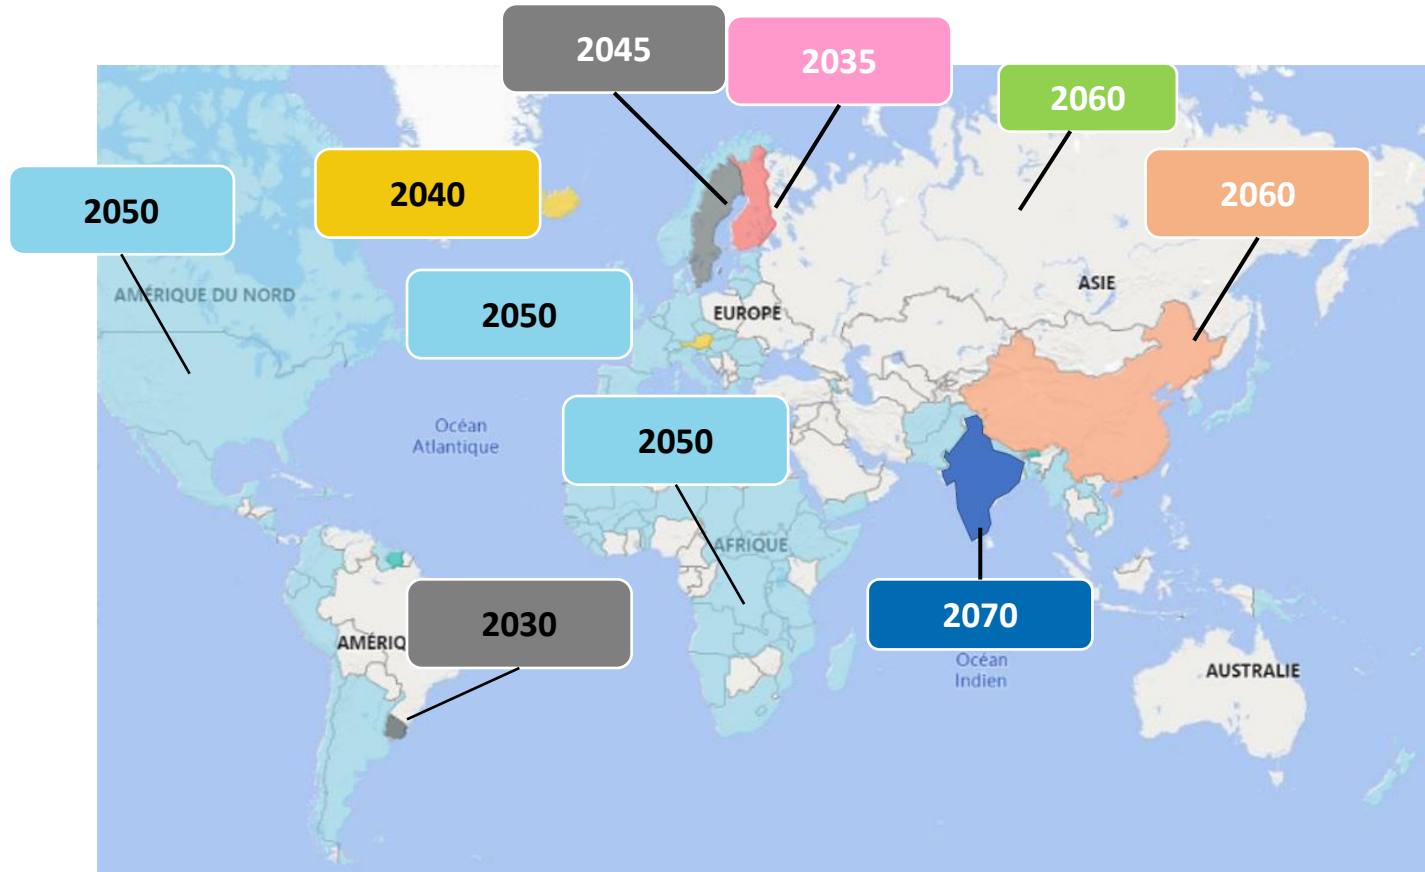 2045
2035
2060
2050
2040
2060
AMÉRIQUE DU NORD
ASIE
2050
EUROPE
Océan
Atlantique
2050
AFRIQUE
2030
2070
AMÉRIQ
Océan
Indien
AUSTRALIE